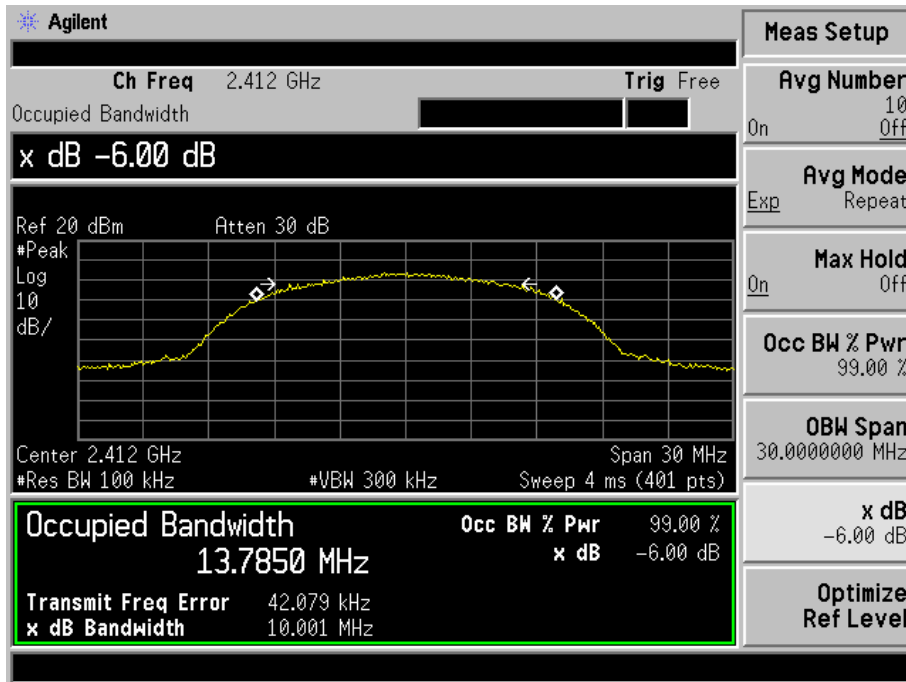 Agilent
Ch Freq 2.412 GHz Trig Free
Occupied Bandwidth
x dB -6.00 dB
Ref 20 dBm Atten 30 dB
#Peak
Log
10
dB/
Center 2.412 GHz Span 30 MHz
#Res BW 100 kHz #VBW 300 kHz Sweep 4 ms (401 pts)
Occupied Bandwidth
13.7850 MHz
Occ BW % Pwr 99.00 %
x dB -6.00 dB
Transmit Freq Error 42.079 kHz
x dB Bandwidth 10.001 MHz
Meas Setup
Avg Number
10
On Off
Avg Mode
Exp Repeat
Max Hold
On Off
Occ BW % Pwr
99.00 %
OBW Span
30.0000000 MHz
x dB
-6.00 dB
Optimize
Ref Level